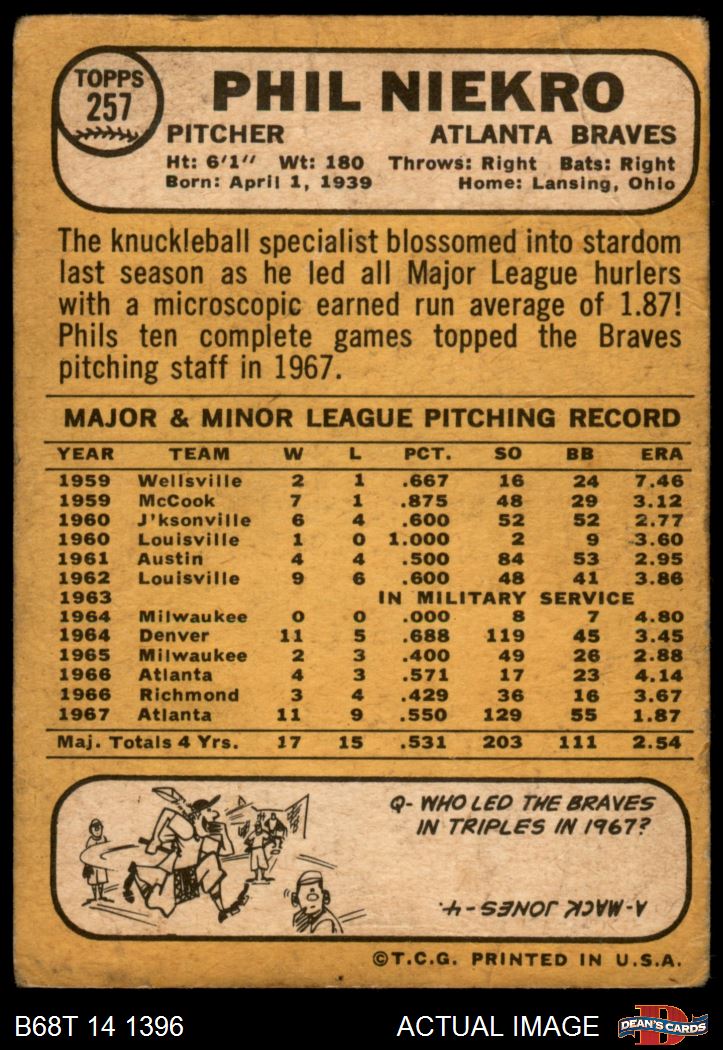 TOPPS
257
PHIL NIEKRO
PITCHER ATLANTA BRAVES
Ht: 6'1" Wt: 180 Throws: Right Bats: Right
Born: April 1, 1939 Home: Lansing, Ohio
The knuckleball specialist blossomed into stardom
last season as he led all Major League hurlers
with a microscopic earned run average of 1.87!
Phils ten complete games topped the Braves
pitching staff in 1967.
MAJOR & MINOR LEAGUE PITCHING RECORD
YEAR TEAM W L PCT. SO BB ERA
1959 Wellsville 2 1 .667 16 24 7.46
1959 McCook 7 1 .875 48 29 3.12
1960 J'ksonville 6 4 .600 52 52 2.77
1960 Louisville 1 0 1.000 2 9 3.60
1961 Austin 4 4 .500 84 53 2.95
1962 Louisville 9 6 .600 48 41 3.86
1963 IN MILITARY SERVICE
1964 Milwaukee 0 0 .000 8 7 4.80
1964 Denver 11 5 .688 119 45 3.45
1965 Milwaukee 2 3 .400 49 26 2.88
1966 Atlanta 4 3 .571 17 23 4.14
1966 Richmond 3 4 .429 36 16 3.67
1967 Atlanta 11 9 .550 129 55 1.87
Maj. Totals 4 Yrs. 17 15 .531 203 111 2.54
Q- WHO LED THE BRAVES
IN TRIPLES IN 1967?
A- MACK JONES - 4.
©T.C.G. PRINTED IN U.S.A.
B68T 14 1396 ACTUAL IMAGE D DEAN'S CARDS